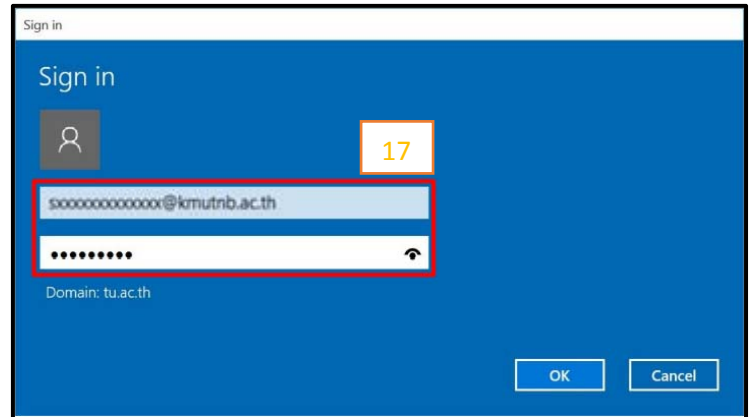 Sign in
Sign in
17
sxxxxxxxxxxxxx@kmutnb.ac.th
•••••••••
Domain: tu.ac.th
OK
Cancel